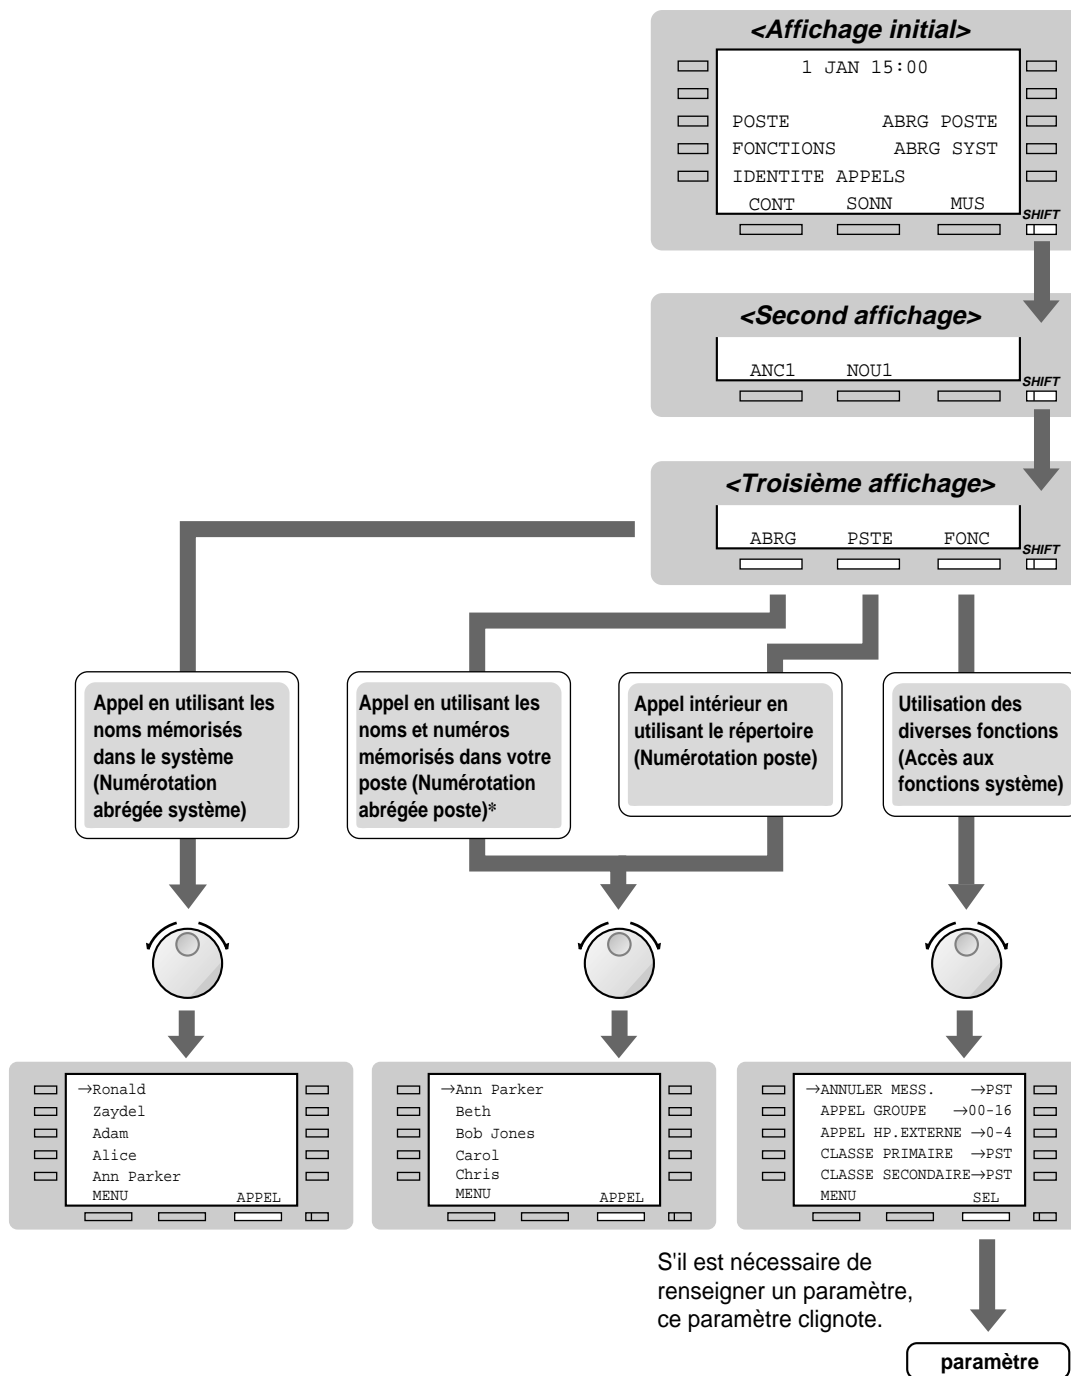 <Affichage initial>
1 JAN 15:00
POSTE ABRG POSTE
FONCTIONS ABRG SYST
IDENTITE APPELS
CONT SONN MUS
SHIFT
<Second affichage>
ANC1 NOU1
SHIFT
<Troisième affichage>
ABRG PSTE FONC
SHIFT
Appel en utilisant les
noms mémorisés
dans le système
(Numérotation
abrégée système)
Appel en utilisant les
noms et numéros
mémorisés dans votre
poste (Numérotation
abrégée poste)*
Appel intérieur en
utilisant le répertoire
(Numérotation poste)
Utilisation des
diverses fonctions
(Accès aux
fonctions système)
→Ronald
Zaydel
Adam
Alice
Ann Parker
MENU APPEL
→Ann Parker
Beth
Bob Jones
Carol
Chris
MENU APPEL
→ANNULER MESS. →PST
APPEL GROUPE →00-16
APPEL HP.EXTERNE →0-4
CLASSE PRIMAIRE →PST
CLASSE SECONDAIRE→PST
MENU SEL
S'il est nécessaire de
renseigner un paramètre,
ce paramètre clignote.
paramètre